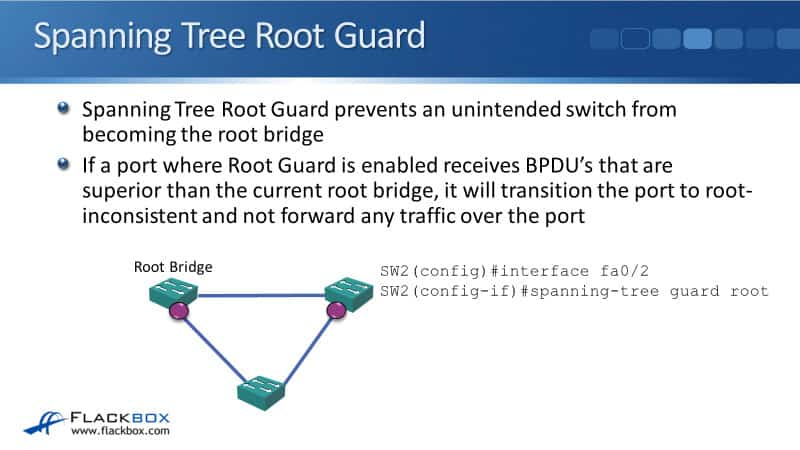 Spanning Tree Root Guard
Spanning Tree Root Guard prevents an unintended switch from
becoming the root bridge
If a port where Root Guard is enabled receives BPDU's that are
superior than the current root bridge, it will transition the port to root-
inconsistent and not forward any traffic over the port
Root Bridge
SW2(config)#interface fa0/2
SW2(config-if)#spanning-tree guard root
FLACKBOX
www.flackbox.com